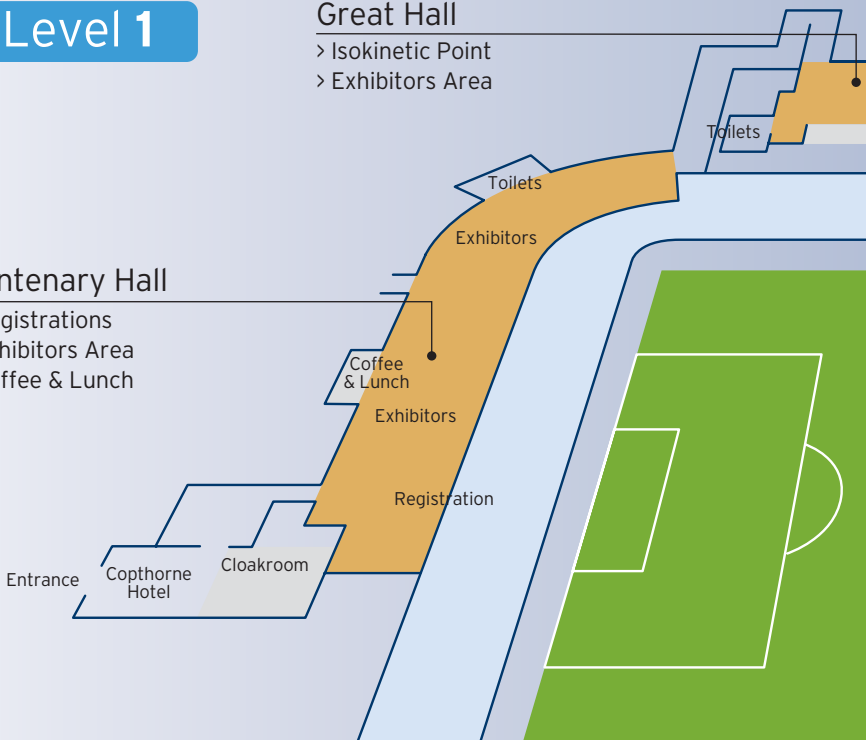 Level 1
Great Hall
> Isokinetic Point
> Exhibitors Area
Toilets
Toilets
Exhibitors
ntenary Hall
gistrations
hibitors Area
ffee & Lunch
Coffee
& Lunch
Exhibitors
Registration
Entrance
Copthorne
Hotel
Cloakroom